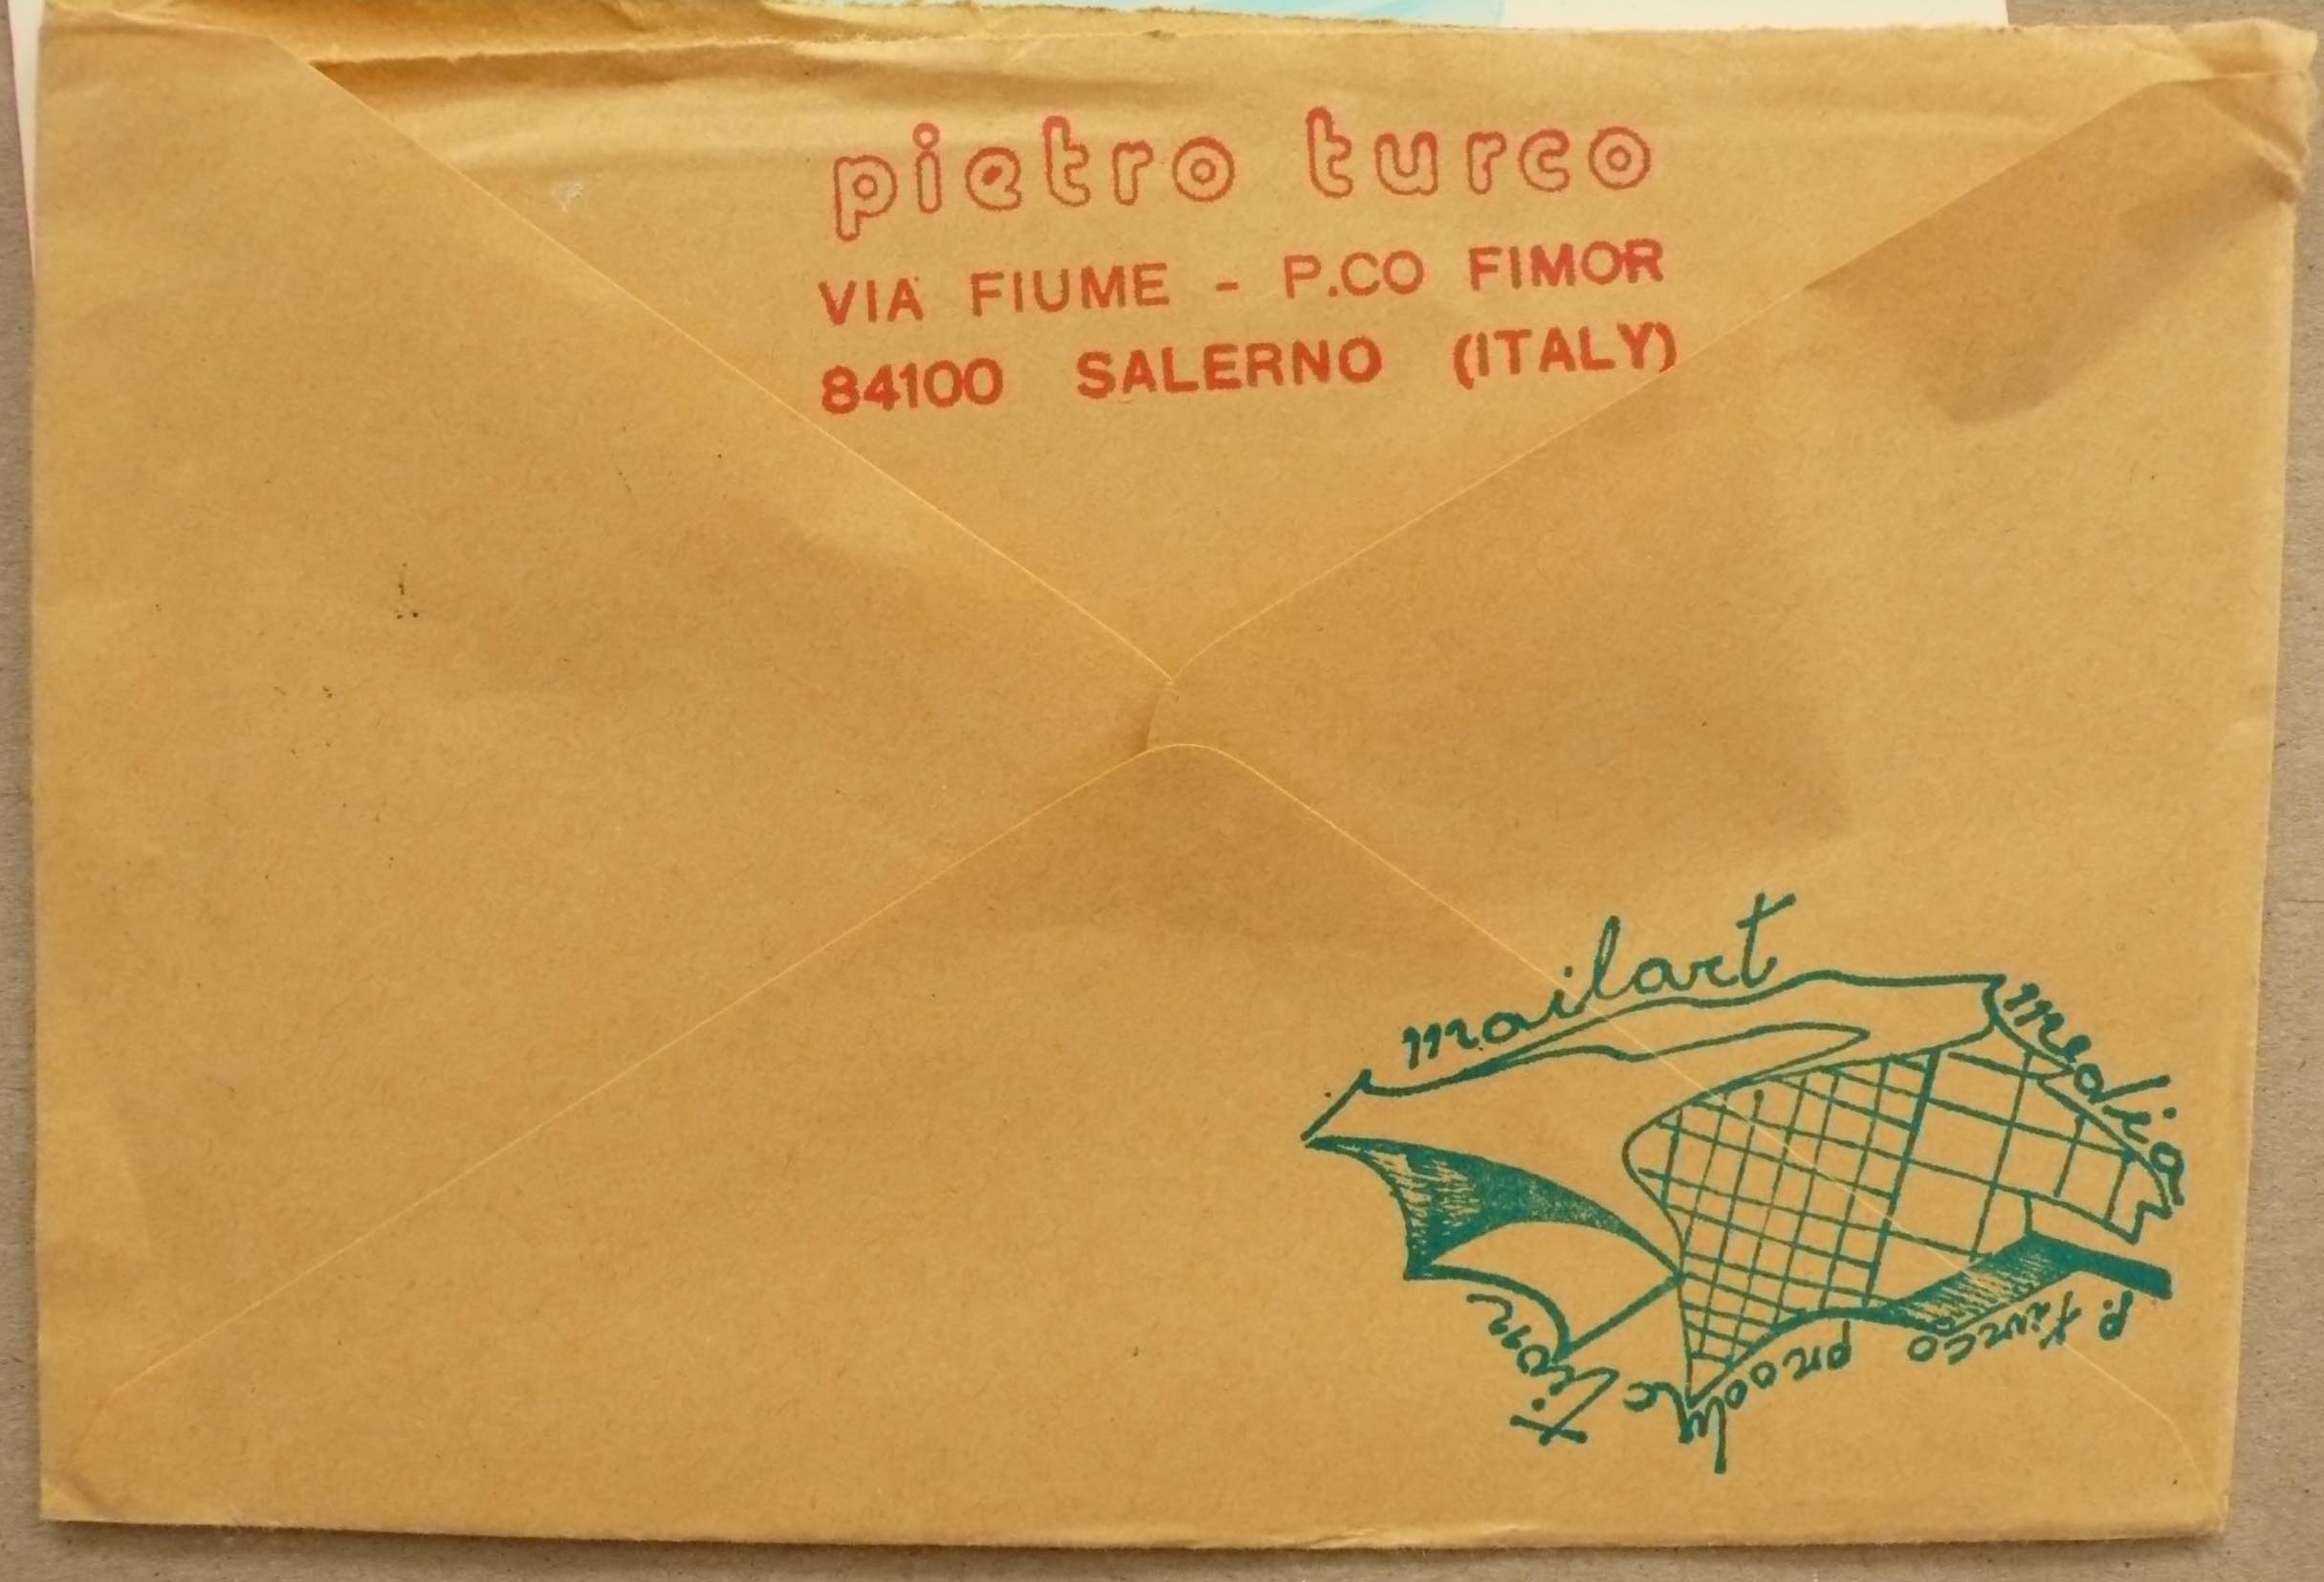 pietro turco
VIA FIUME - P.CO FIMOR
84100 SALERNO (ITALY)
mailart
media
p. turco production